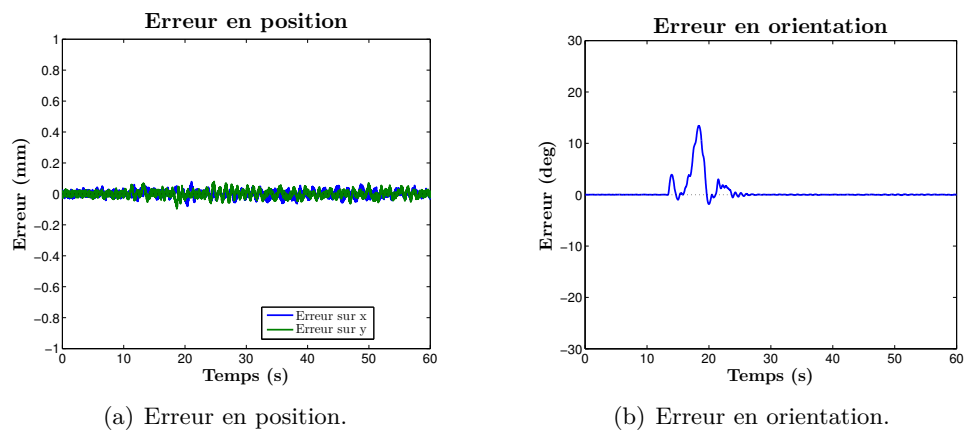 Erreur en position
1
0.8
0.6
0.4
0.2
0
−0.2
−0.4
−0.6
−0.8
−1
Erreur (mm)
Erreur sur x
Erreur sur y
0 10 20 30 40 50 60
Temps (s)
(a) Erreur en position.
Erreur en orientation
30
20
10
0
−10
−20
−30
Erreur (deg)
0 10 20 30 40 50 60
Temps (s)
(b) Erreur en orientation.